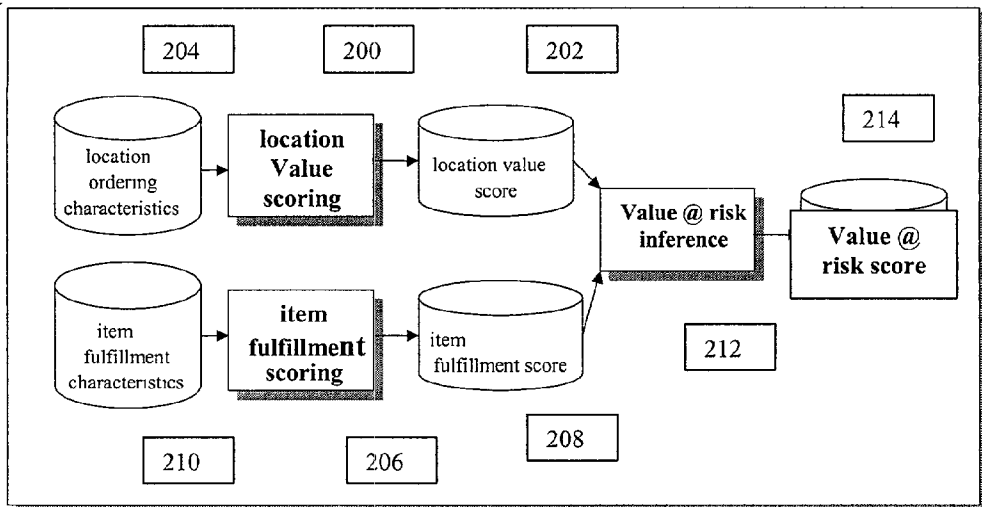 204
200
202
214
location
ordering
characteristics
location
Value
scoring
location value
score
Value @ risk
inference
Value @
risk score
item
fulfillment
characteristics
item
fulfillment
scoring
item
fulfillment score
212
210
206
208